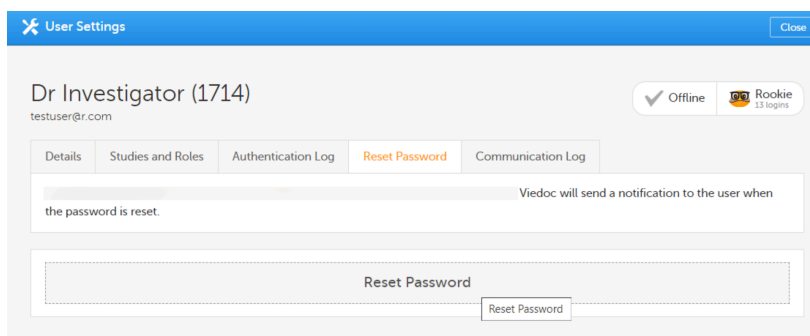 User Settings
Close
Dr Investigator (1714)
testuser@r.com
Offline
Rookie
13 logins
Details
Studies and Roles
Authentication Log
Reset Password
Communication Log
Viedoc will send a notification to the user when
the password is reset.
Reset Password
Reset Password